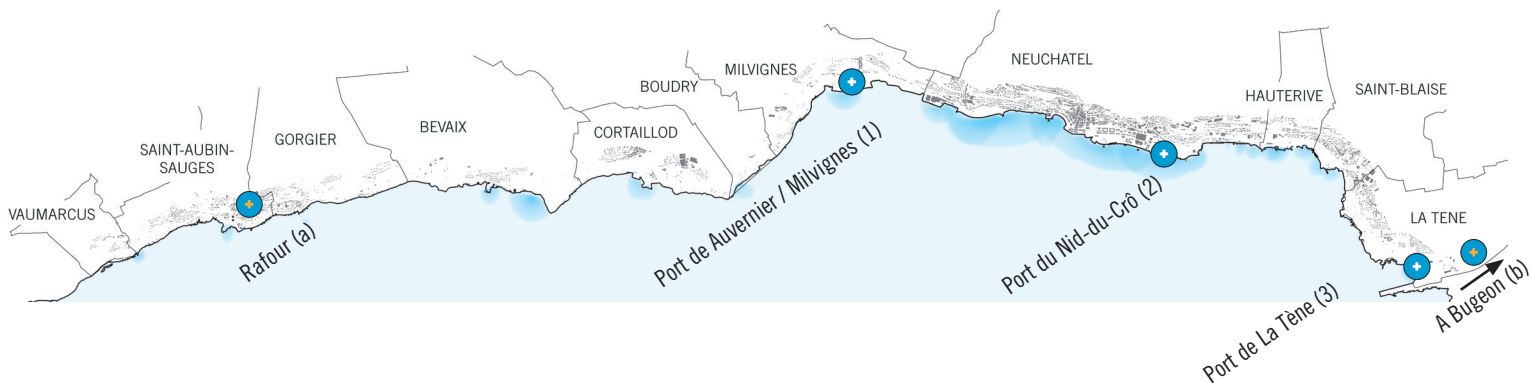 VAUMARCUS
SAINT-AUBIN-
SAUGES
GORGIER
BEVAIX
CORTAILLOD
BOUDRY
MILVIGNES
NEUCHATEL
HAUTERIVE
SAINT-BLAISE
LA TENE
Rafour (a)
Port de Auvernier / Milvignes (1)
Port du Nid-du-Crô (2)
Port de La Tène (3)
A Bugeon (b)